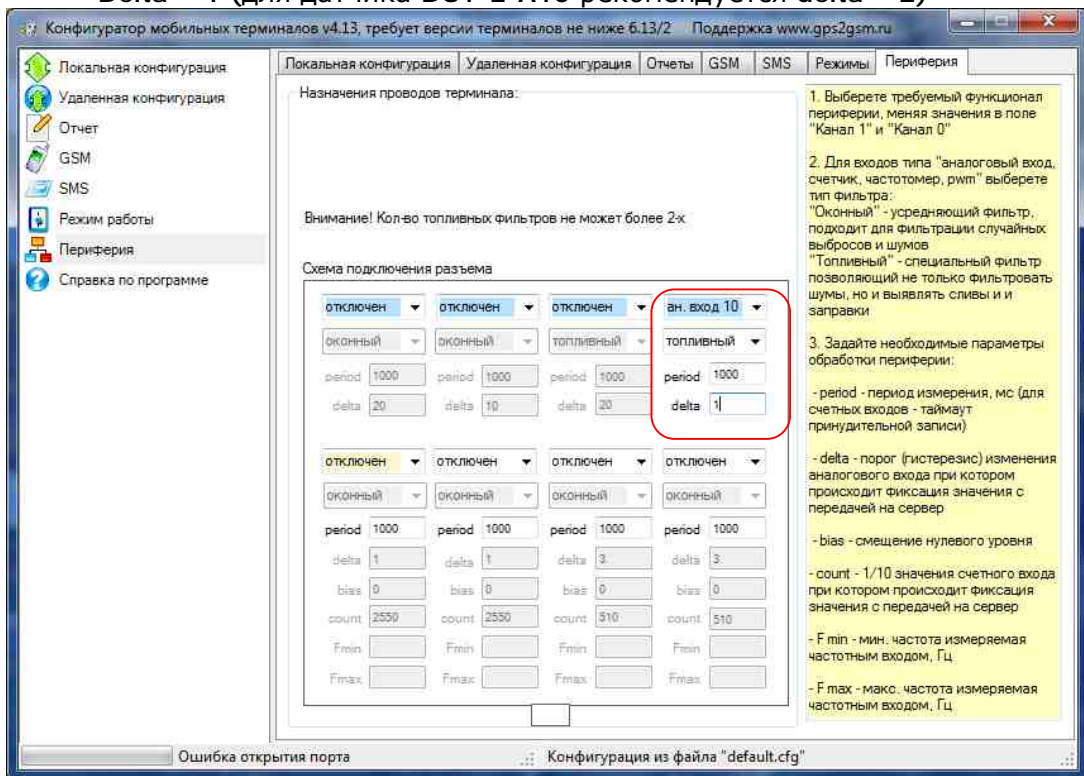 Delta = 1 (для датчика DUT-E А10 рекомендуется delta = 2)
Конфигуратор мобильных терминалов v4.13, требует версии терминалов не ниже 6.13/2 Поддержка www.gps2gsm.ru
Локальная конфигурация
Удаленная конфигурация
Отчет
GSM
SMS
Режим работы
Периферия
Справка по программе
Локальная конфигурация Удаленная конфигурация Отчеты GSM SMS Режимы Периферия
Назначения проводов терминала:
Внимание! Кол-во топливных фильтров не может более 2-х
Схема подключения разъема
отключен отключен отключен ан. вход 10
оконный оконный топливный топливный
period 1000 period 1000 period 1000 period 1000
delta 20 delta 10 delta 20 delta 1
отключен отключен отключен отключен
оконный оконный оконный оконный
period 1000 period 1000 period 1000 period 1000
delta 1 delta 1 delta 3 delta 3
bias 0 bias 0 bias 0 bias 0
count 2550 count 2550 count 510 count 510
Fmin Fmin Fmin Fmin
Fmax Fmax Fmax Fmax
1. Выберете требуемый функционал
периферии, меняя значения в поле
"Канал 1" и "Канал 0"
2. Для входов типа "аналоговый вход,
счетчик, частотомер, pwm" выберете
тип фильтра:
"Оконный" - усредняющий фильтр,
подходит для фильтрации случайных
выбросов и шумов
"Топливный" - специальный фильтр
позволяющий не только фильтровать
шумы, но и выявлять сливы и и
заправки
3. Задайте необходимые параметры
обработки периферии:
- period - период измерения, мс (для
счетных входов - таймаут
принудительной записи)
- delta - порог (гистерезис) изменения
аналогового входа при котором
происходит фиксация значения с
передачей на сервер
- bias - смещение нулевого уровня
- count - 1/10 значения счетного входа
при котором происходит фиксация
значения с передачей на сервер
- F min - мин. частота измеряемая
частотным входом, Гц
- F max - макс. частота измеряемая
частотным входом, Гц
Ошибка открытия порта Конфигурация из файла "default.cfg"